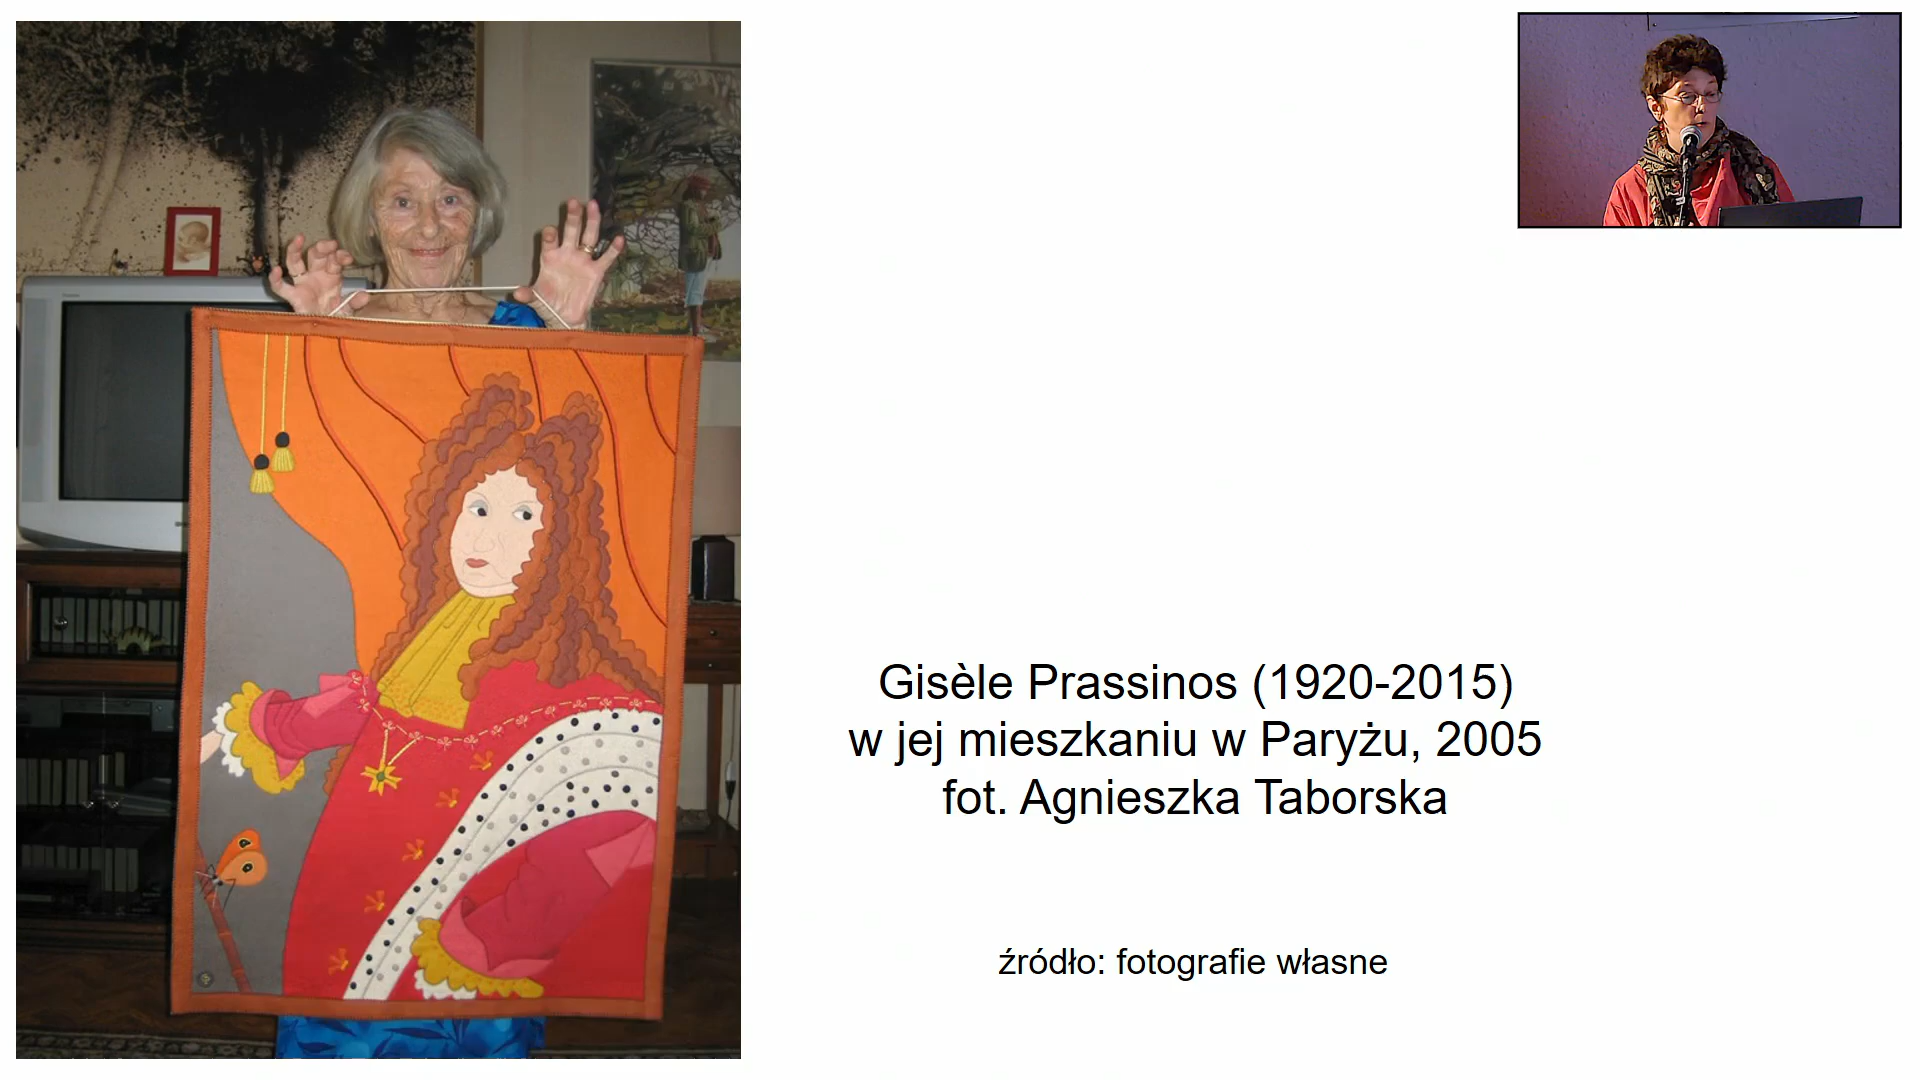 Gisèle Prassinos (1920-2015)
w jej mieszkaniu w Paryżu, 2005
fot. Agnieszka Taborska
źródło: fotografie własne